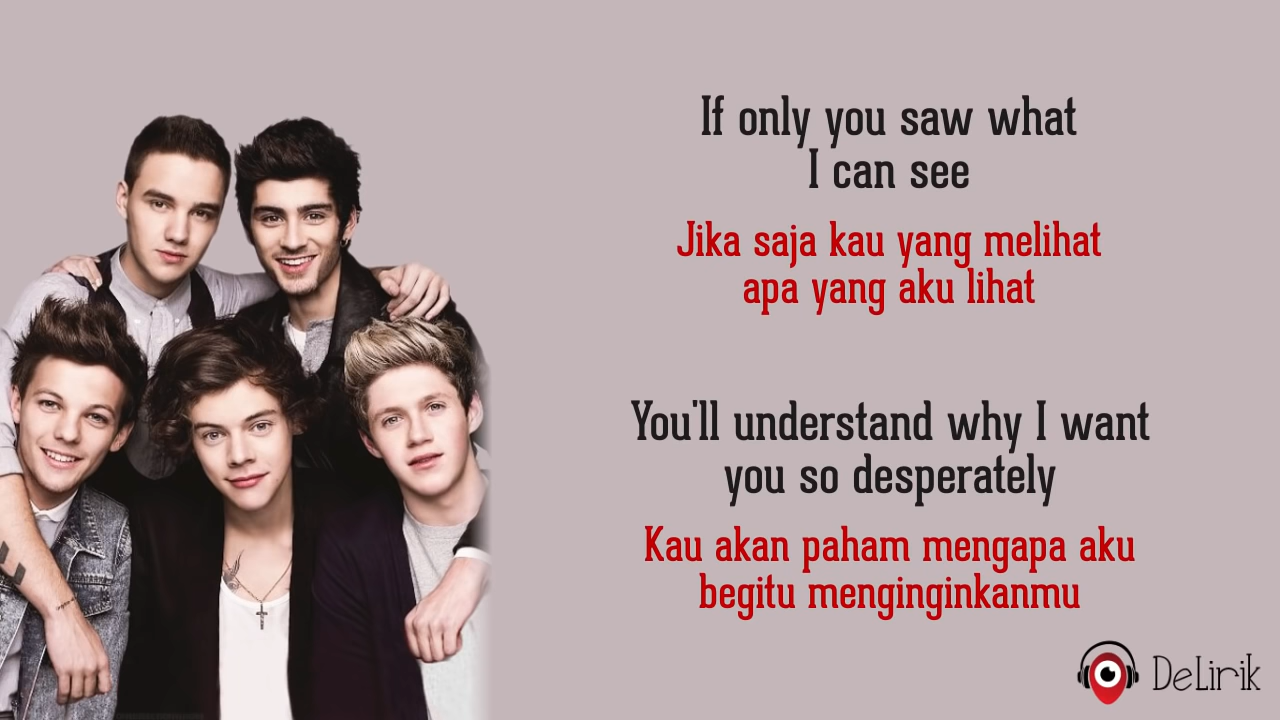 If only you saw what
I can see
Jika saja kau yang melihat
apa yang aku lihat
You'll understand why I want
you so desperately
Kau akan paham mengapa aku
begitu menginginkanmu
DeLirik